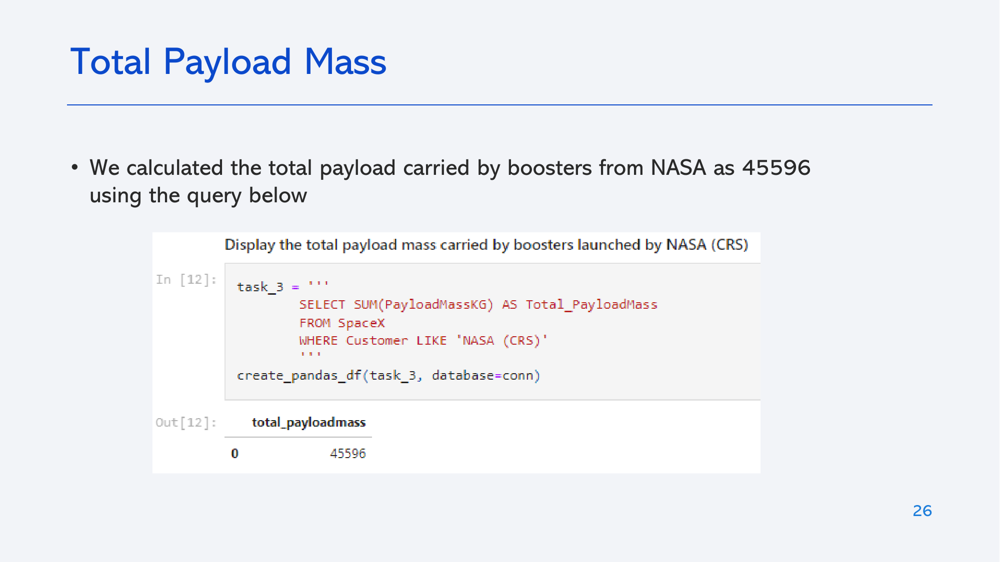 Total Payload Mass
• We calculated the total payload carried by boosters from NASA as 45596
using the query below
Display the total payload mass carried by boosters launched by NASA (CRS)
In [12]:
task_3 = '''
SELECT SUM(PayloadMassKG) AS Total_PayloadMass
FROM SpaceX
WHERE Customer LIKE 'NASA (CRS)'
'''
create_pandas_df(task_3, database=conn)
Out[12]:
total_payloadmass
0 45596
26